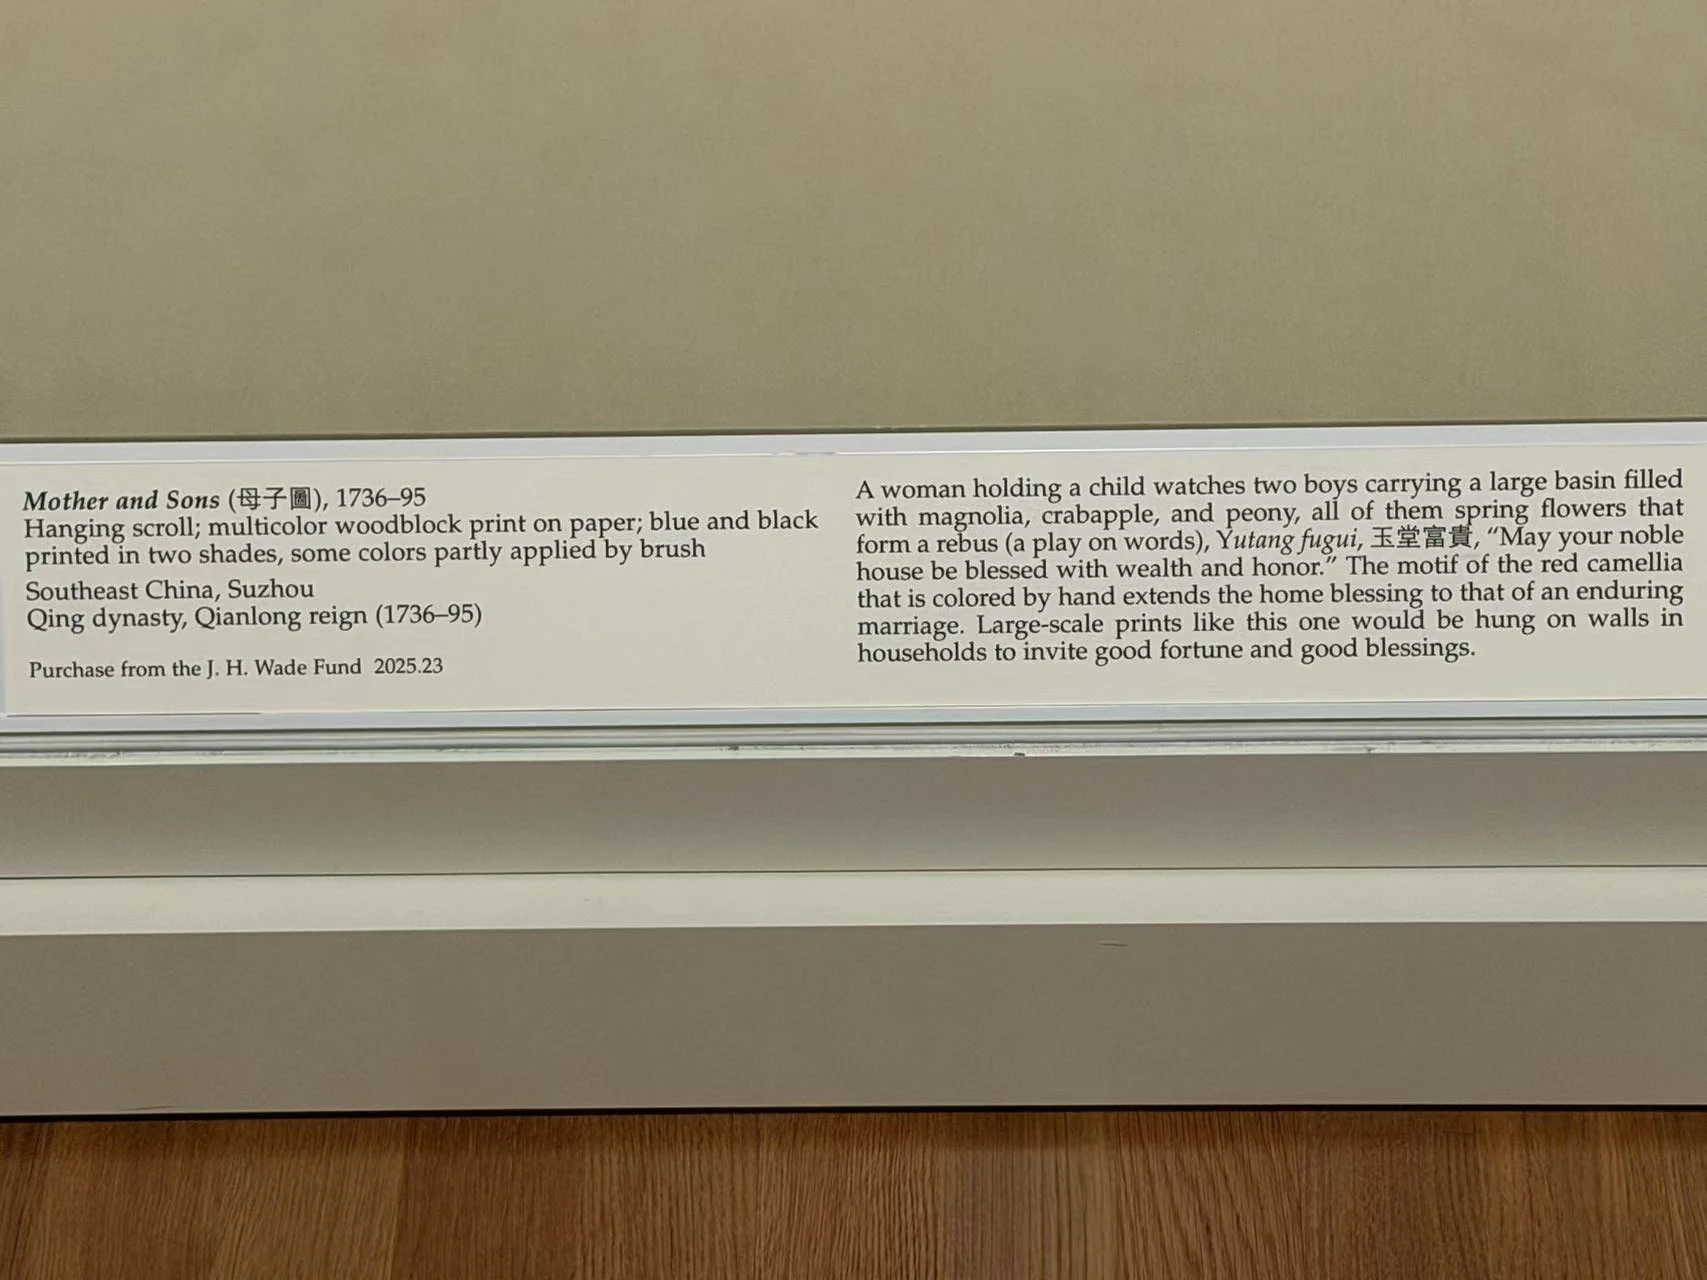 Mother and Sons (母子圖), 1736–95
Hanging scroll; multicolor woodblock print on paper; blue and black
printed in two shades, some colors partly applied by brush
Southeast China, Suzhou
Qing dynasty, Qianlong reign (1736–95)
Purchase from the J. H. Wade Fund 2025.23
A woman holding a child watches two boys carrying a large basin filled
with magnolia, crabapple, and peony, all of them spring flowers that
form a rebus (a play on words), Yutang fugui, 玉堂富貴, “May your noble
house be blessed with wealth and honor.” The motif of the red camellia
that is colored by hand extends the home blessing to that of an enduring
marriage. Large-scale prints like this one would be hung on walls in
households to invite good fortune and good blessings.